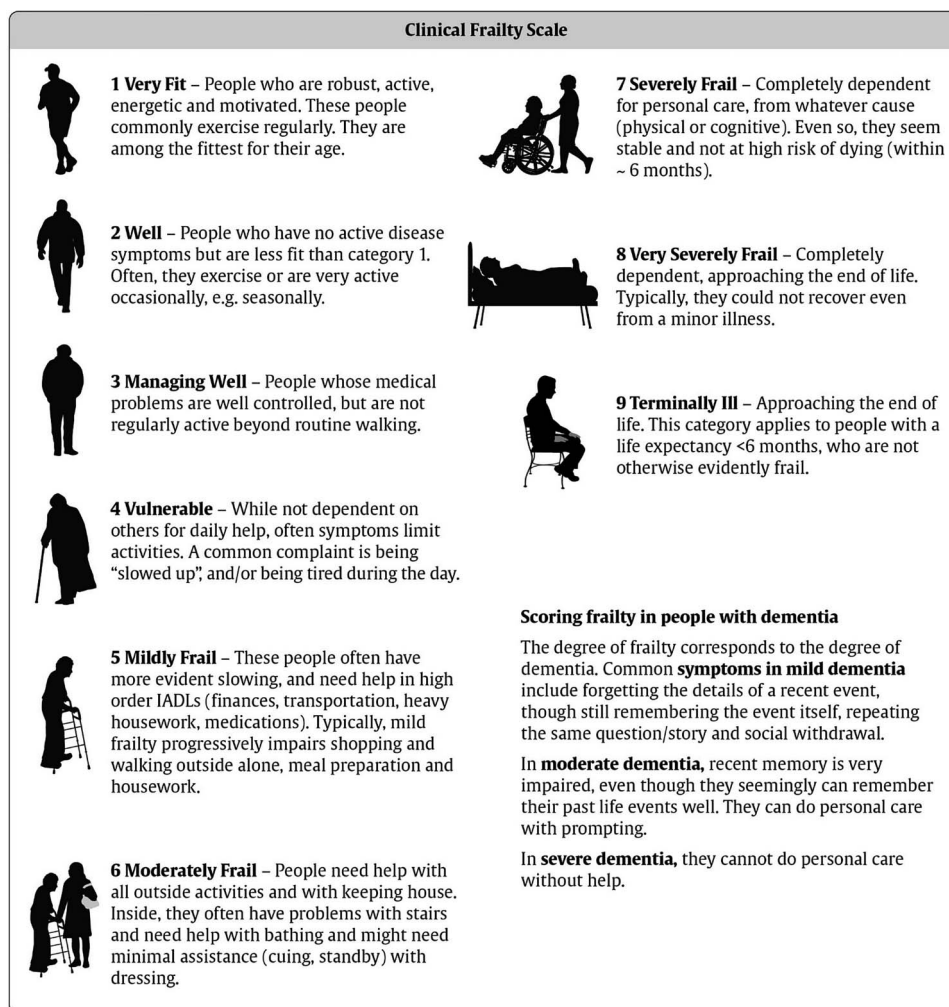 Clinical Frailty Scale
1 Very Fit – People who are robust, active,
energetic and motivated. These people
commonly exercise regularly. They are
among the fittest for their age.
2 Well – People who have no active disease
symptoms but are less fit than category 1.
Often, they exercise or are very active
occasionally, e.g. seasonally.
3 Managing Well – People whose medical
problems are well controlled, but are not
regularly active beyond routine walking.
4 Vulnerable – While not dependent on
others for daily help, often symptoms limit
activities. A common complaint is being
“slowed up”, and/or being tired during the day.
5 Mildly Frail – These people often have
more evident slowing, and need help in high
order IADLs (finances, transportation, heavy
housework, medications). Typically, mild
frailty progressively impairs shopping and
walking outside alone, meal preparation and
housework.
6 Moderately Frail – People need help with
all outside activities and with keeping house.
Inside, they often have problems with stairs
and need help with bathing and might need
minimal assistance (cuing, standby) with
dressing.
7 Severely Frail – Completely dependent
for personal care, from whatever cause
(physical or cognitive). Even so, they seem
stable and not at high risk of dying (within
~ 6 months).
8 Very Severely Frail – Completely
dependent, approaching the end of life.
Typically, they could not recover even
from a minor illness.
9 Terminally Ill – Approaching the end of
life. This category applies to people with a
life expectancy <6 months, who are not
otherwise evidently frail.
Scoring frailty in people with dementia
The degree of frailty corresponds to the degree of
dementia. Common symptoms in mild dementia
include forgetting the details of a recent event,
though still remembering the event itself, repeating
the same question/story and social withdrawal.
In moderate dementia, recent memory is very
impaired, even though they seemingly can remember
their past life events well. They can do personal care
with prompting.
In severe dementia, they cannot do personal care
without help.